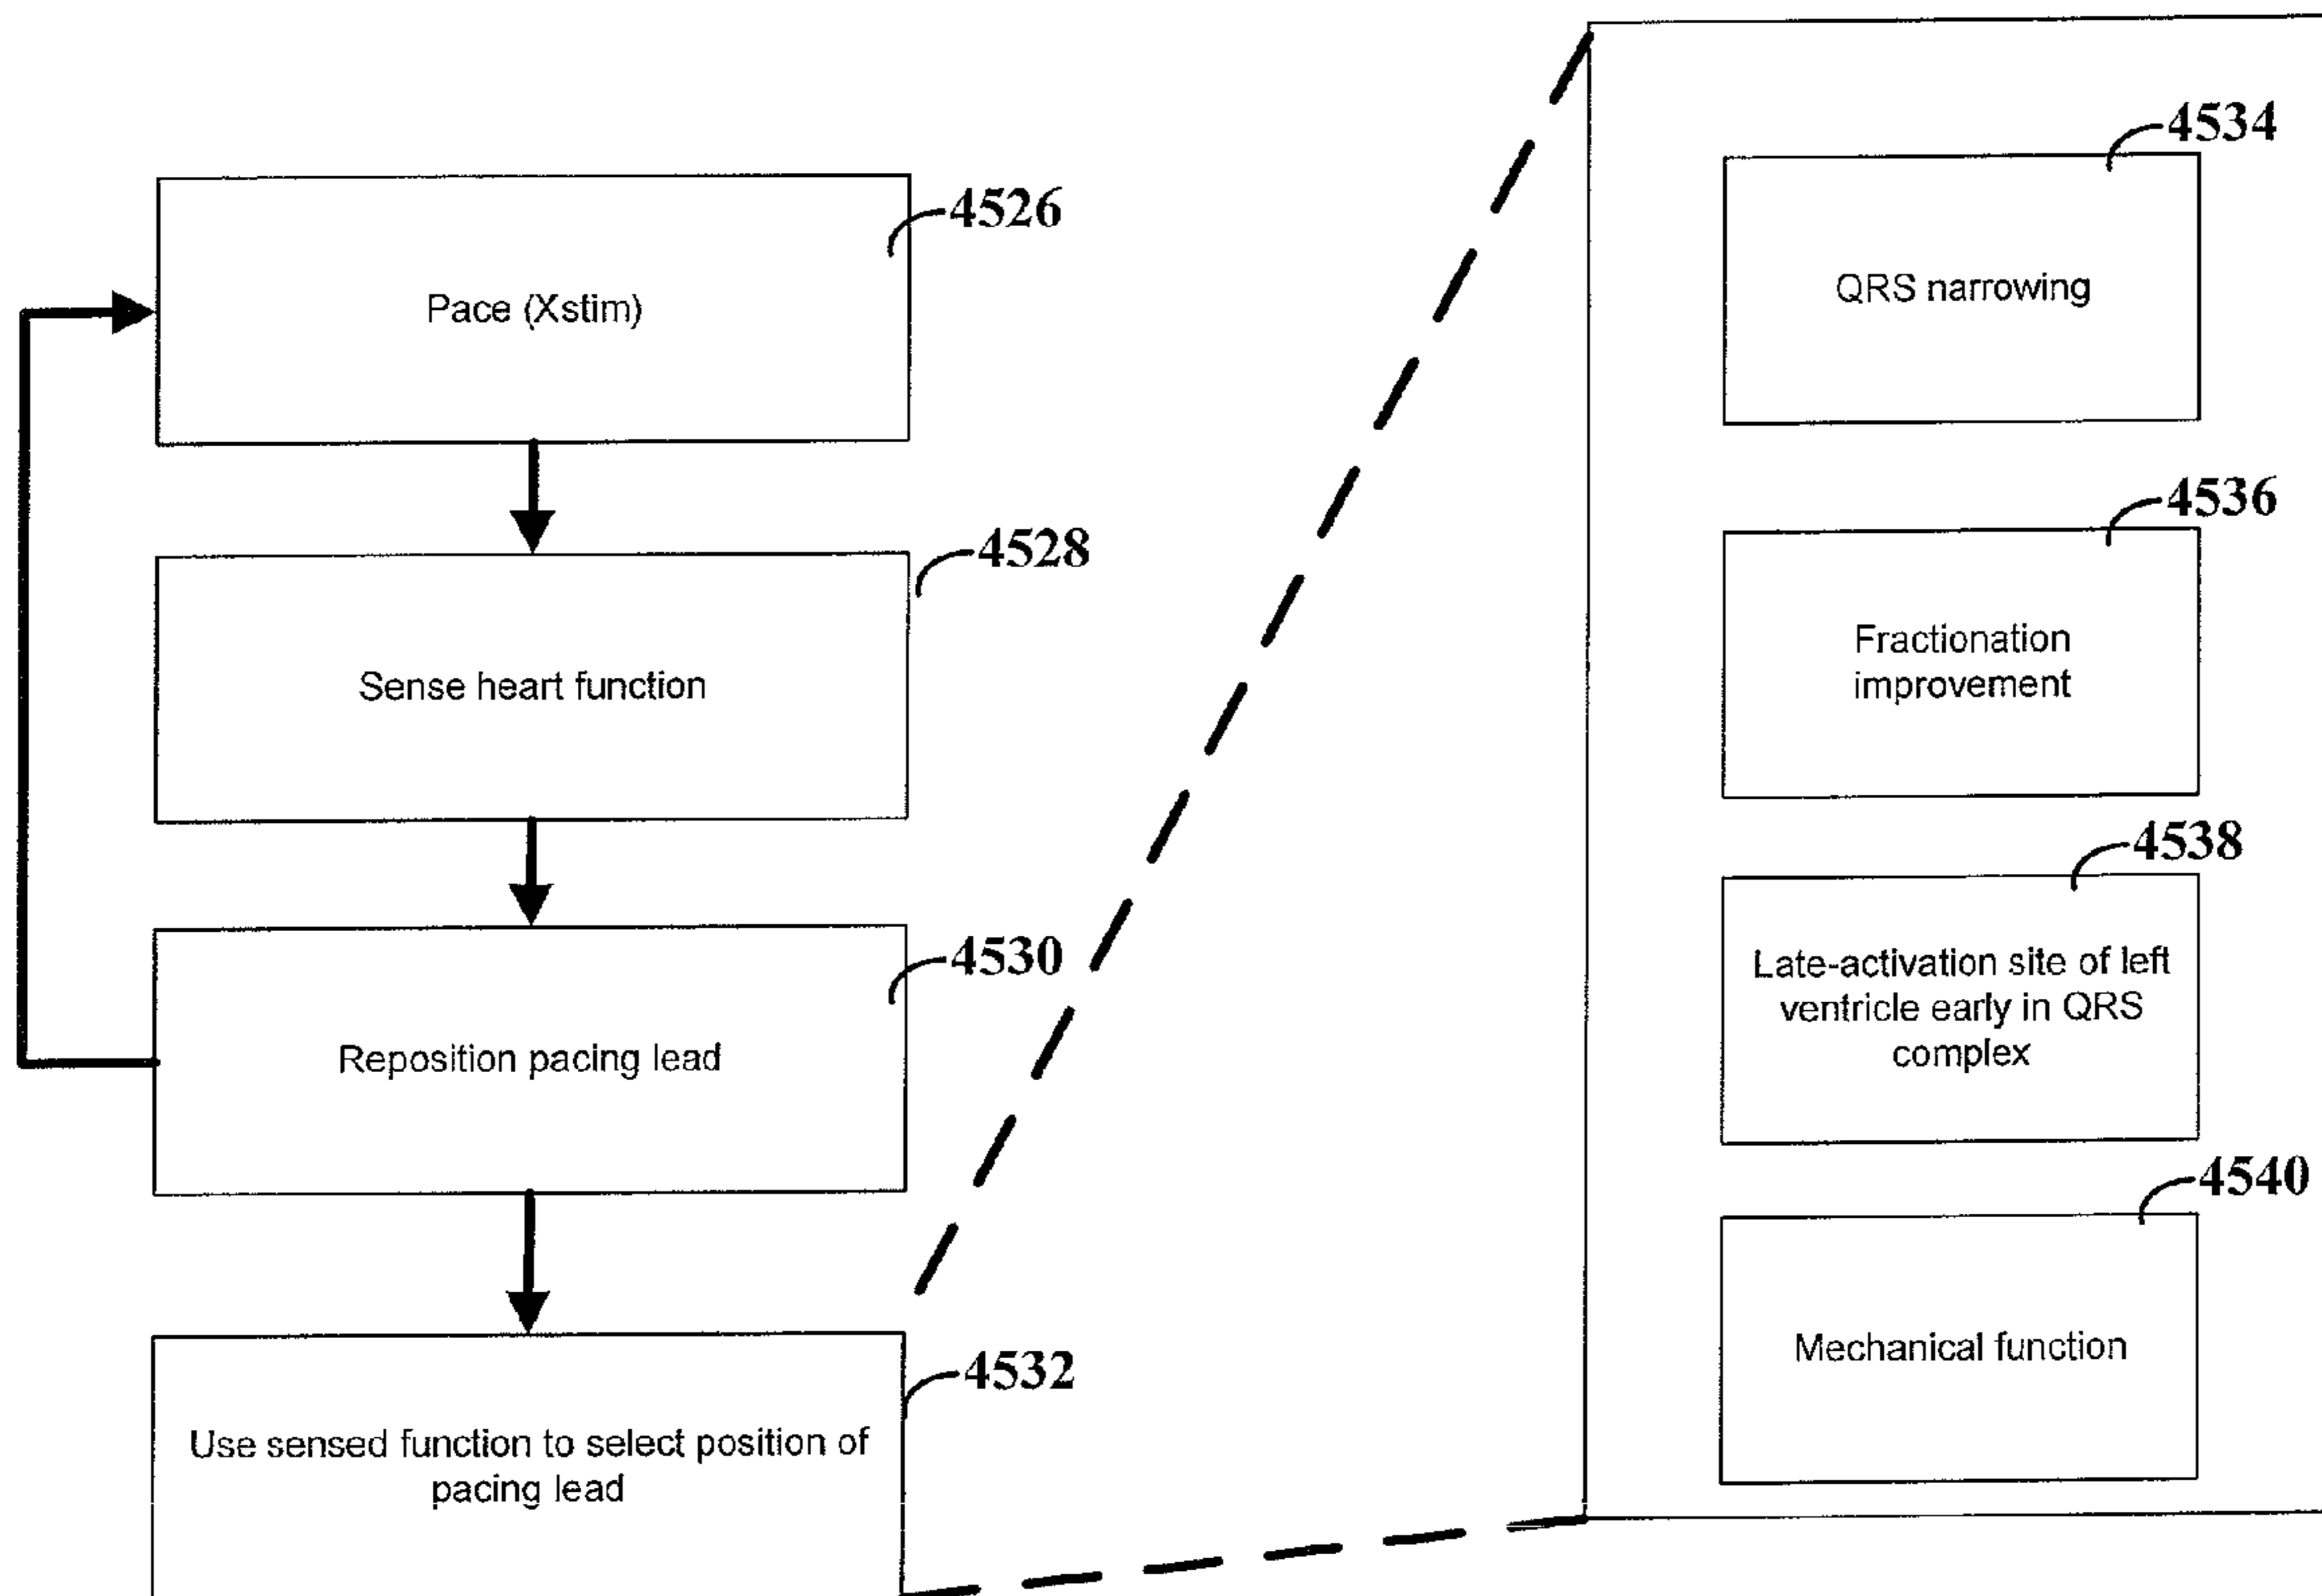 4526
Pace (Xstim)
4528
Sense heart function
4530
Reposition pacing lead
4532
Use sensed function to select position of
pacing lead
4534
QRS narrowing
4536
Fractionation
improvement
4538
Late-activation site of left
ventricle early in QRS
complex
4540
Mechanical function